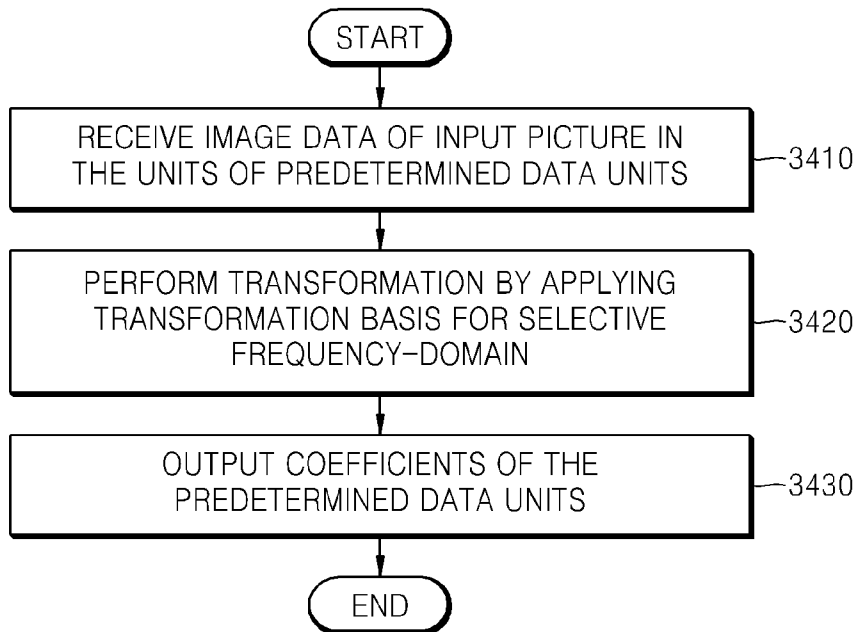 START
RECEIVE IMAGE DATA OF INPUT PICTURE IN
THE UNITS OF PREDETERMINED DATA UNITS
3410
PERFORM TRANSFORMATION BY APPLYING
TRANSFORMATION BASIS FOR SELECTIVE
FREQUENCY-DOMAIN
3420
OUTPUT COEFFICIENTS OF THE
PREDETERMINED DATA UNITS
3430
END